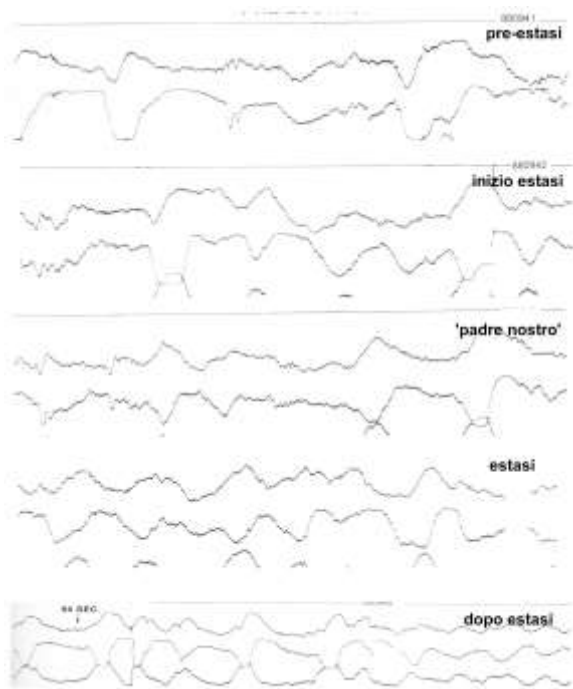 pre-estasi
inizio estasi
'padre nostro'
estasi
dopo estasi